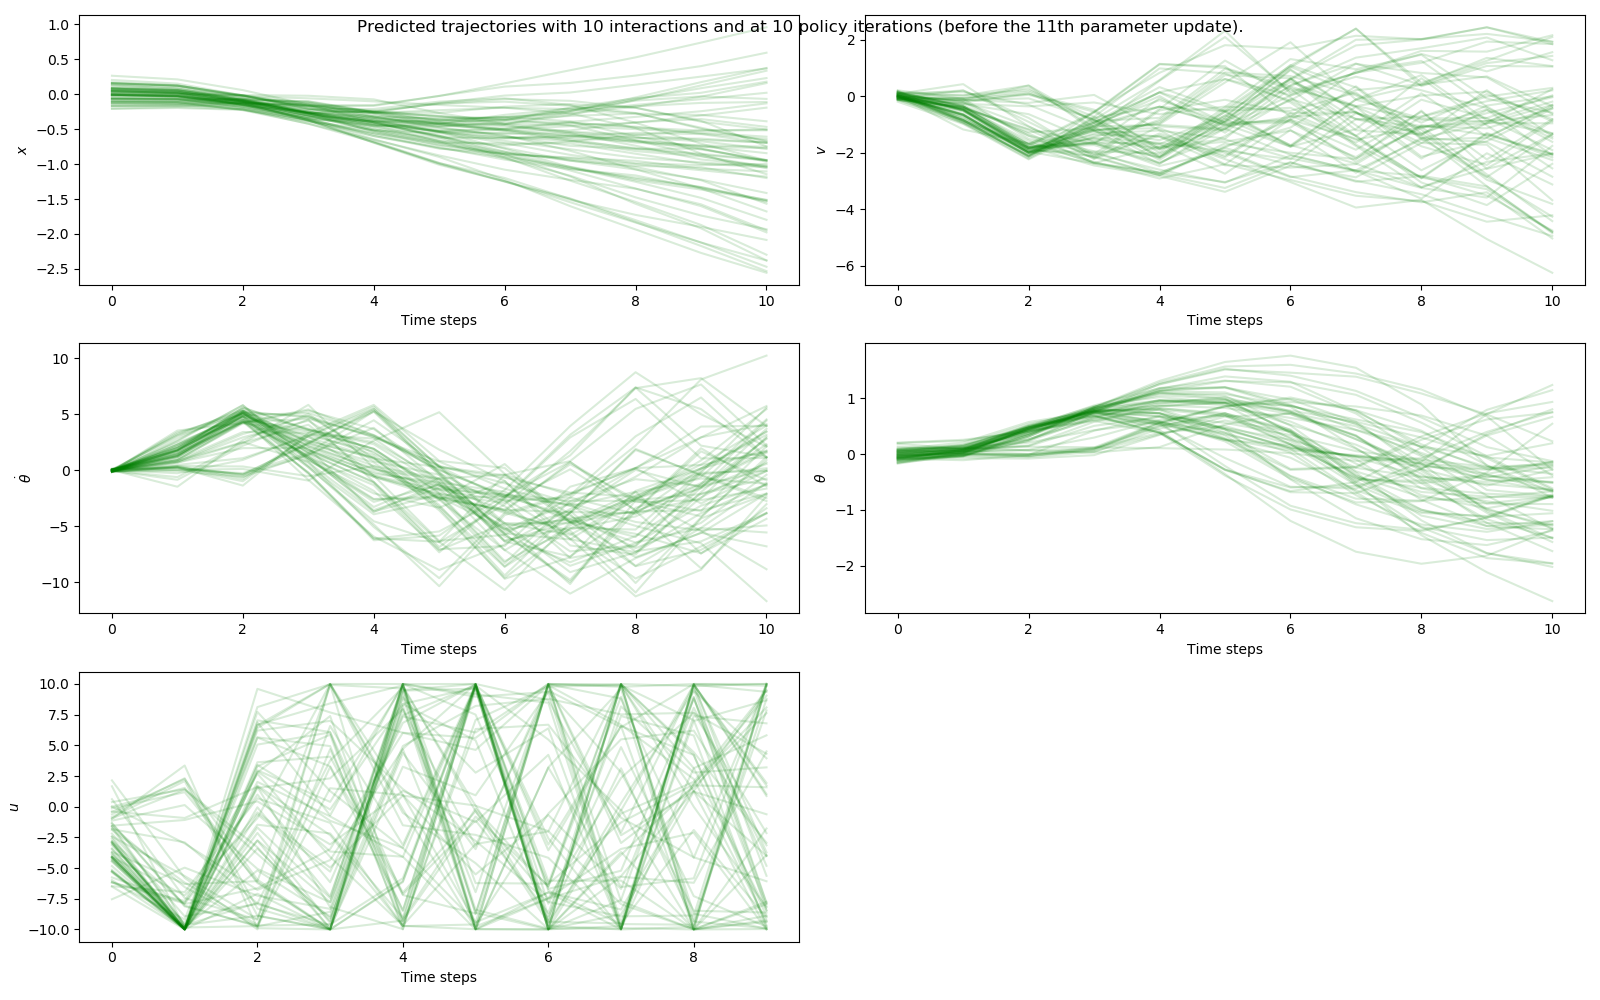 Predicted trajectories with 10 interactions and at 10 policy iterations (before the 11th parameter update).
1.0
0.5
0.0
−0.5
−1.0
−1.5
−2.0
−2.5
x
0 2 4 6 8 10
Time steps
2
0
−2
−4
−6
v
0 2 4 6 8 10
Time steps
10
5
0
−5
−10
θ̇
0 2 4 6 8 10
Time steps
1
0
−1
−2
θ
0 2 4 6 8 10
Time steps
10.0
7.5
5.0
2.5
0.0
−2.5
−5.0
−7.5
−10.0
u
0 2 4 6 8
Time steps